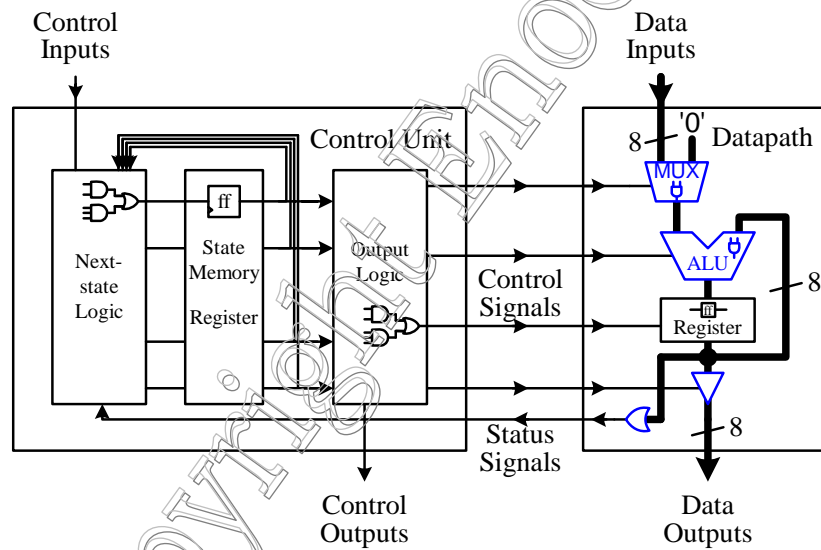 Control
Inputs
Data
Inputs
Control Unit
8
'0'
Datapath
MUX
ff
Next-
state
Logic
State
Memory
Register
Output
Logic
ALU
Control
Signals
8
ff
Register
Status
Signals
8
Control
Outputs
Data
Outputs